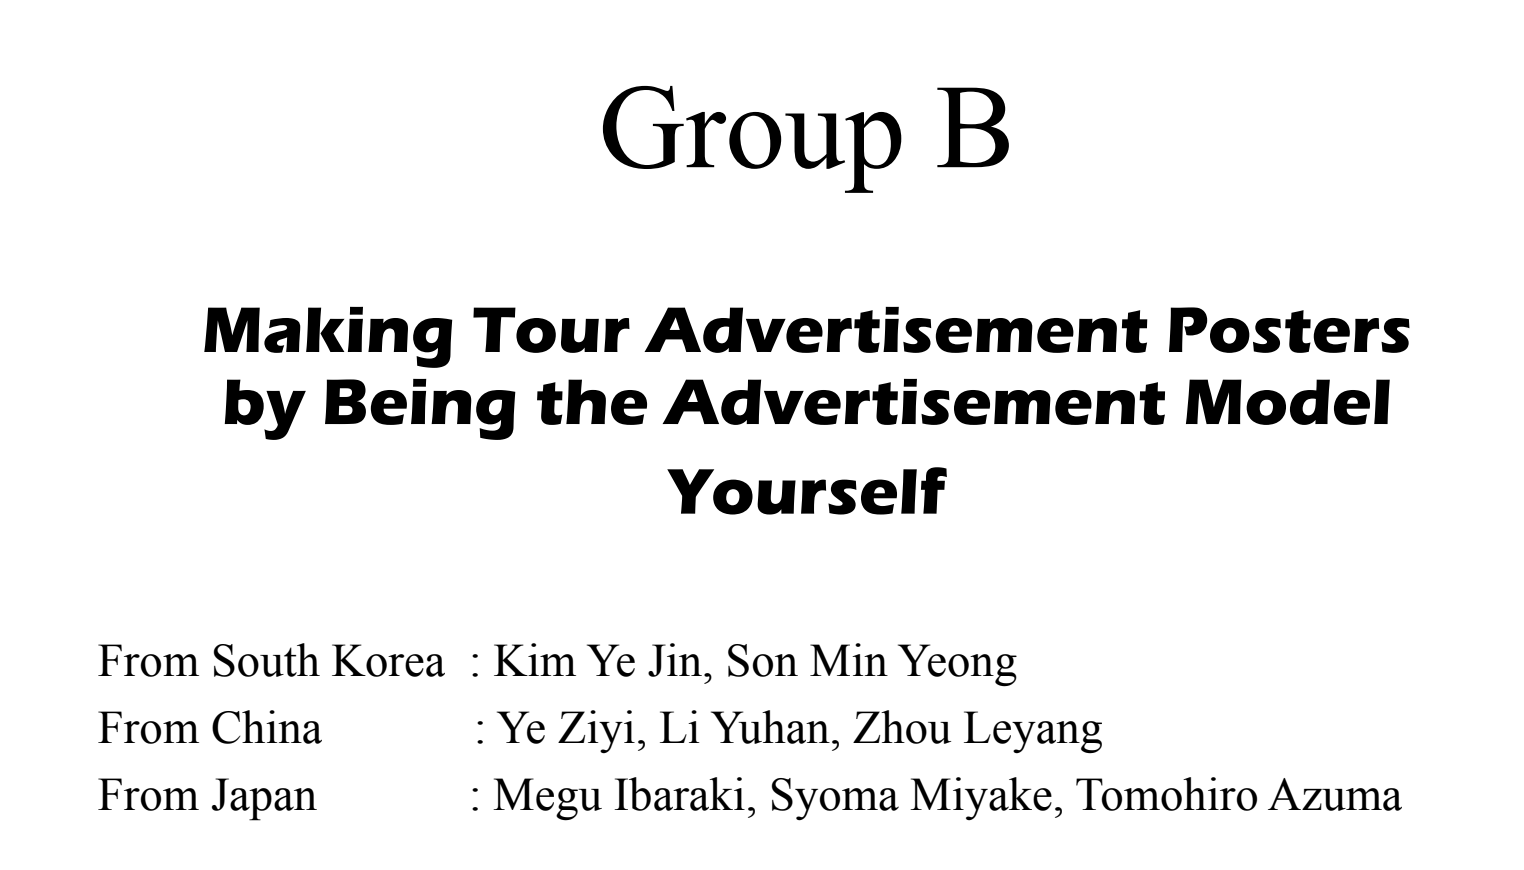 Group B
Making Tour Advertisement Posters
by Being the Advertisement Model
Yourself
From South Korea : Kim Ye Jin, Son Min Yeong
From China : Ye Ziyi, Li Yuhan, Zhou Leyang
From Japan : Megu Ibaraki, Syoma Miyake, Tomohiro Azuma